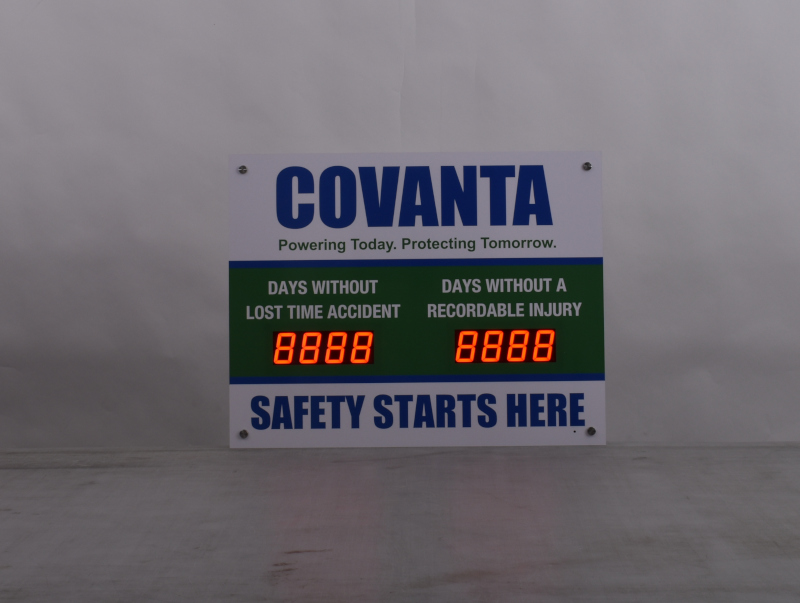 COVANTA
Powering Today. Protecting Tomorrow.
DAYS WITHOUT
LOST TIME ACCIDENT
8888
DAYS WITHOUT A
RECORDABLE INJURY
8888
SAFETY STARTS HERE